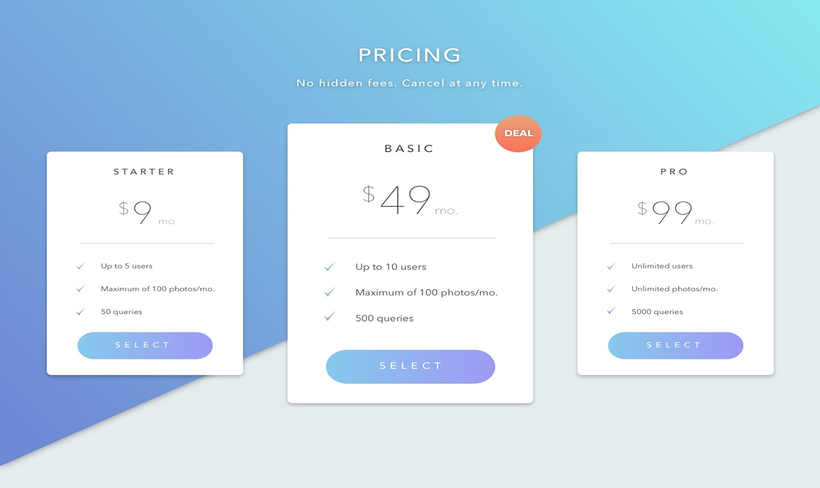 PRICING
No hidden fees. Cancel at any time.
STARTER
$9 mo.
Up to 5 users
Maximum of 100 photos/mo.
50 queries
SELECT
DEAL
BASIC
$49 mo.
Up to 10 users
Maximum of 100 photos/mo.
500 queries
SELECT
PRO
$99 mo.
Unlimited users
Unlimited photos/mo.
5000 queries
SELECT